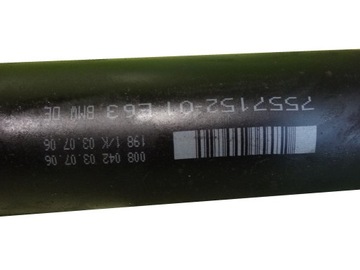 7557152-01 E63 BMW DE
008 042 03.07.06
198 1/K 03.07.06